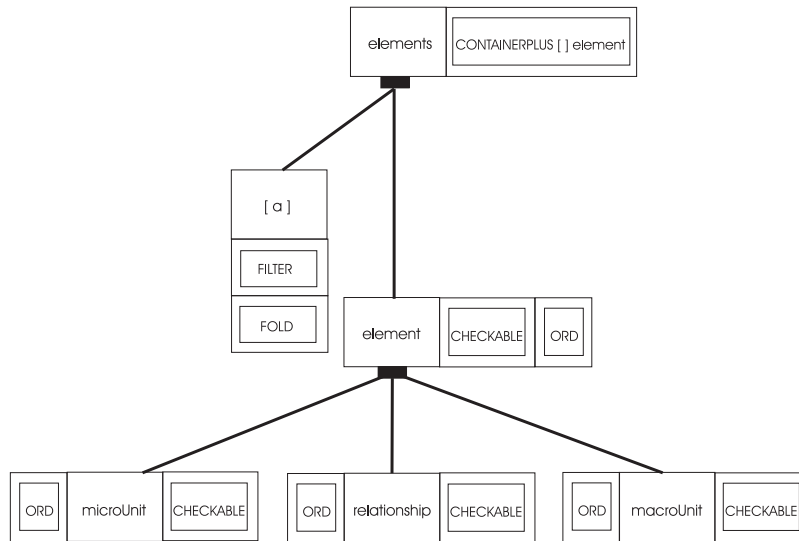 elements
CONTAINERPLUS [ ] element
[ a ]
FILTER
FOLD
element
CHECKABLE
ORD
ORD
microUnit
CHECKABLE
ORD
relationship
CHECKABLE
ORD
macroUnit
CHECKABLE